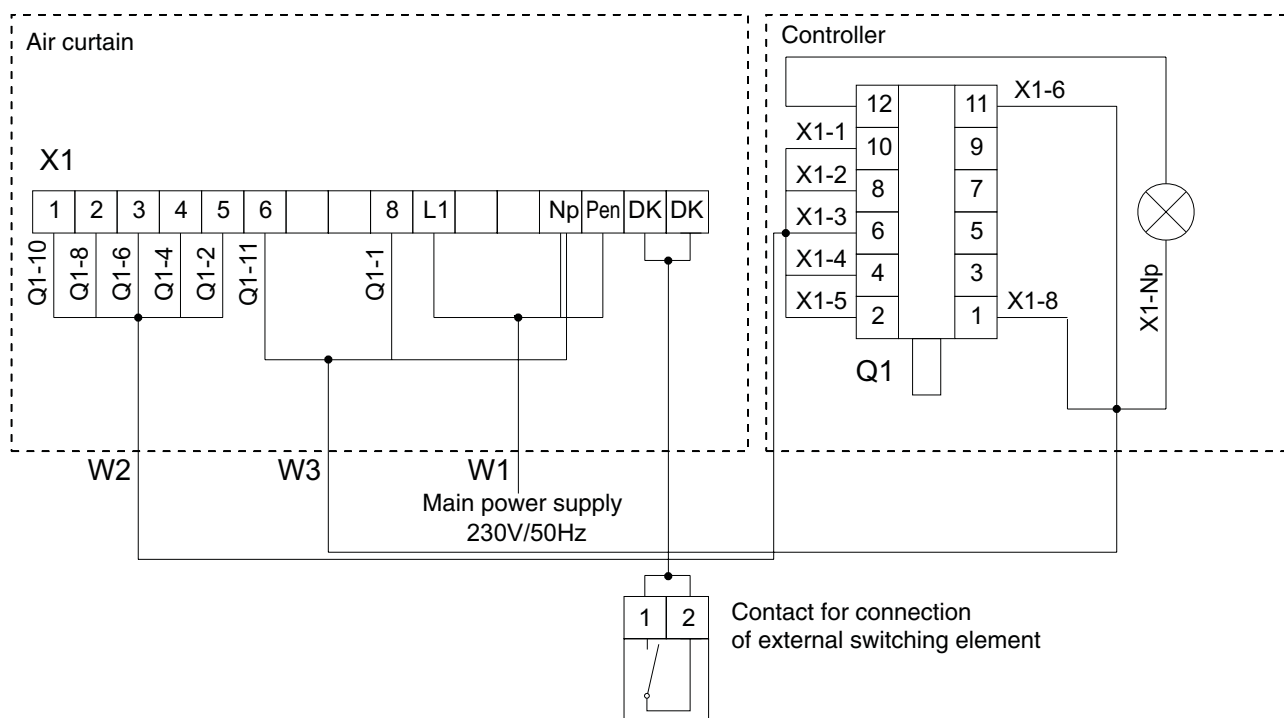 Air curtain
Controller
X1
1 2 3 4 5 6 8 L1 Np Pen DK DK
Q1-10
Q1-8
Q1-6
Q1-4
Q1-2
Q1-11
Q1-1
W2
W3
W1
Main power supply
230V/50Hz
12 11
10 9
8 7
6 5
4 3
2 1
X1-1
X1-2
X1-3
X1-4
X1-5
X1-6
X1-8
X1-Np
Q1
1 2
Contact for connection
of external switching element